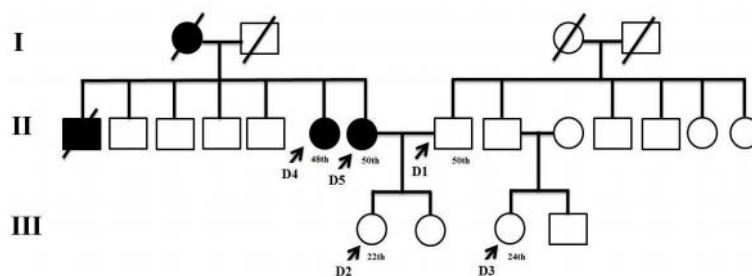 I
II
48th 50th 50th
D4 D5 D1
III
22th 24th
D2 D3